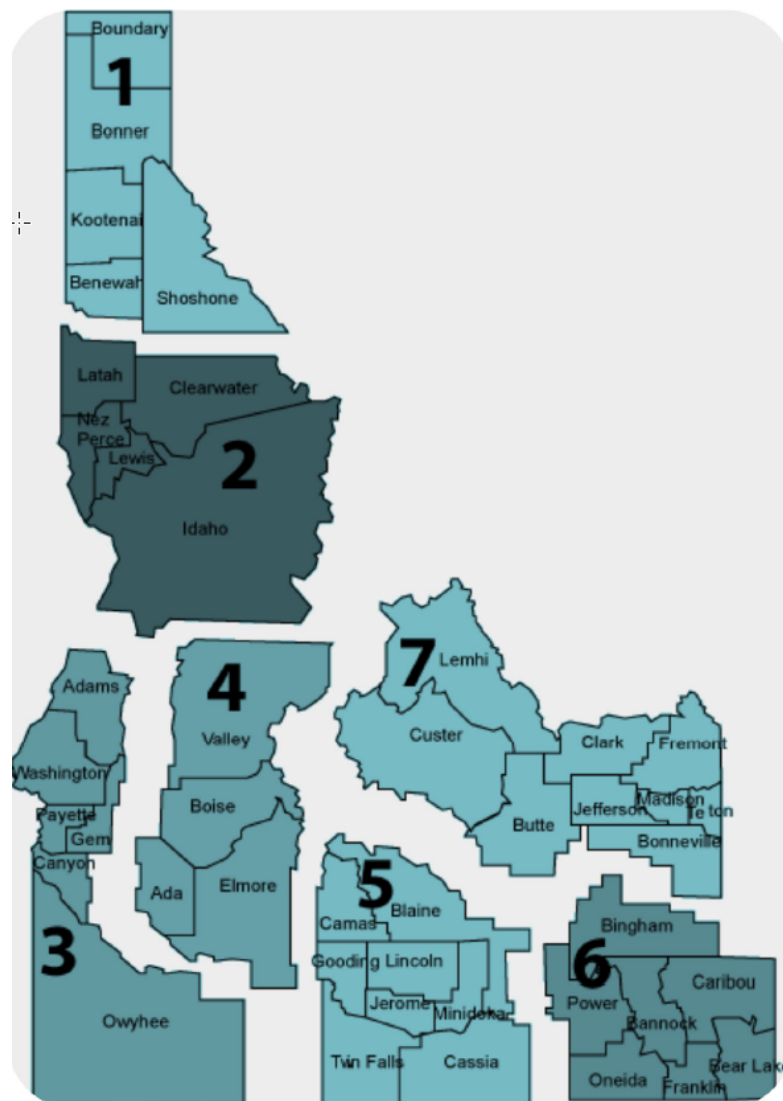 Boundary
1
Bonner
Kootenai
Benewah
Shoshone
Latah
Clearwater
Nez
Perce
Lewis
2
Idaho
Adams
Washington
Payette
Gem
Canyon
3
Owyhee
4
Valley
Boise
Ada
Elmore
7
Lemhi
Custer
Clark
Fremont
Jefferson
Madison
Teton
Butte
Bonneville
5
Blaine
Camas
Gooding
Lincoln
Jerome
Minidoka
Twin Falls
Cassia
Bingham
6
Power
Caribou
Bannock
Oneida
Franklin
Bear Lake